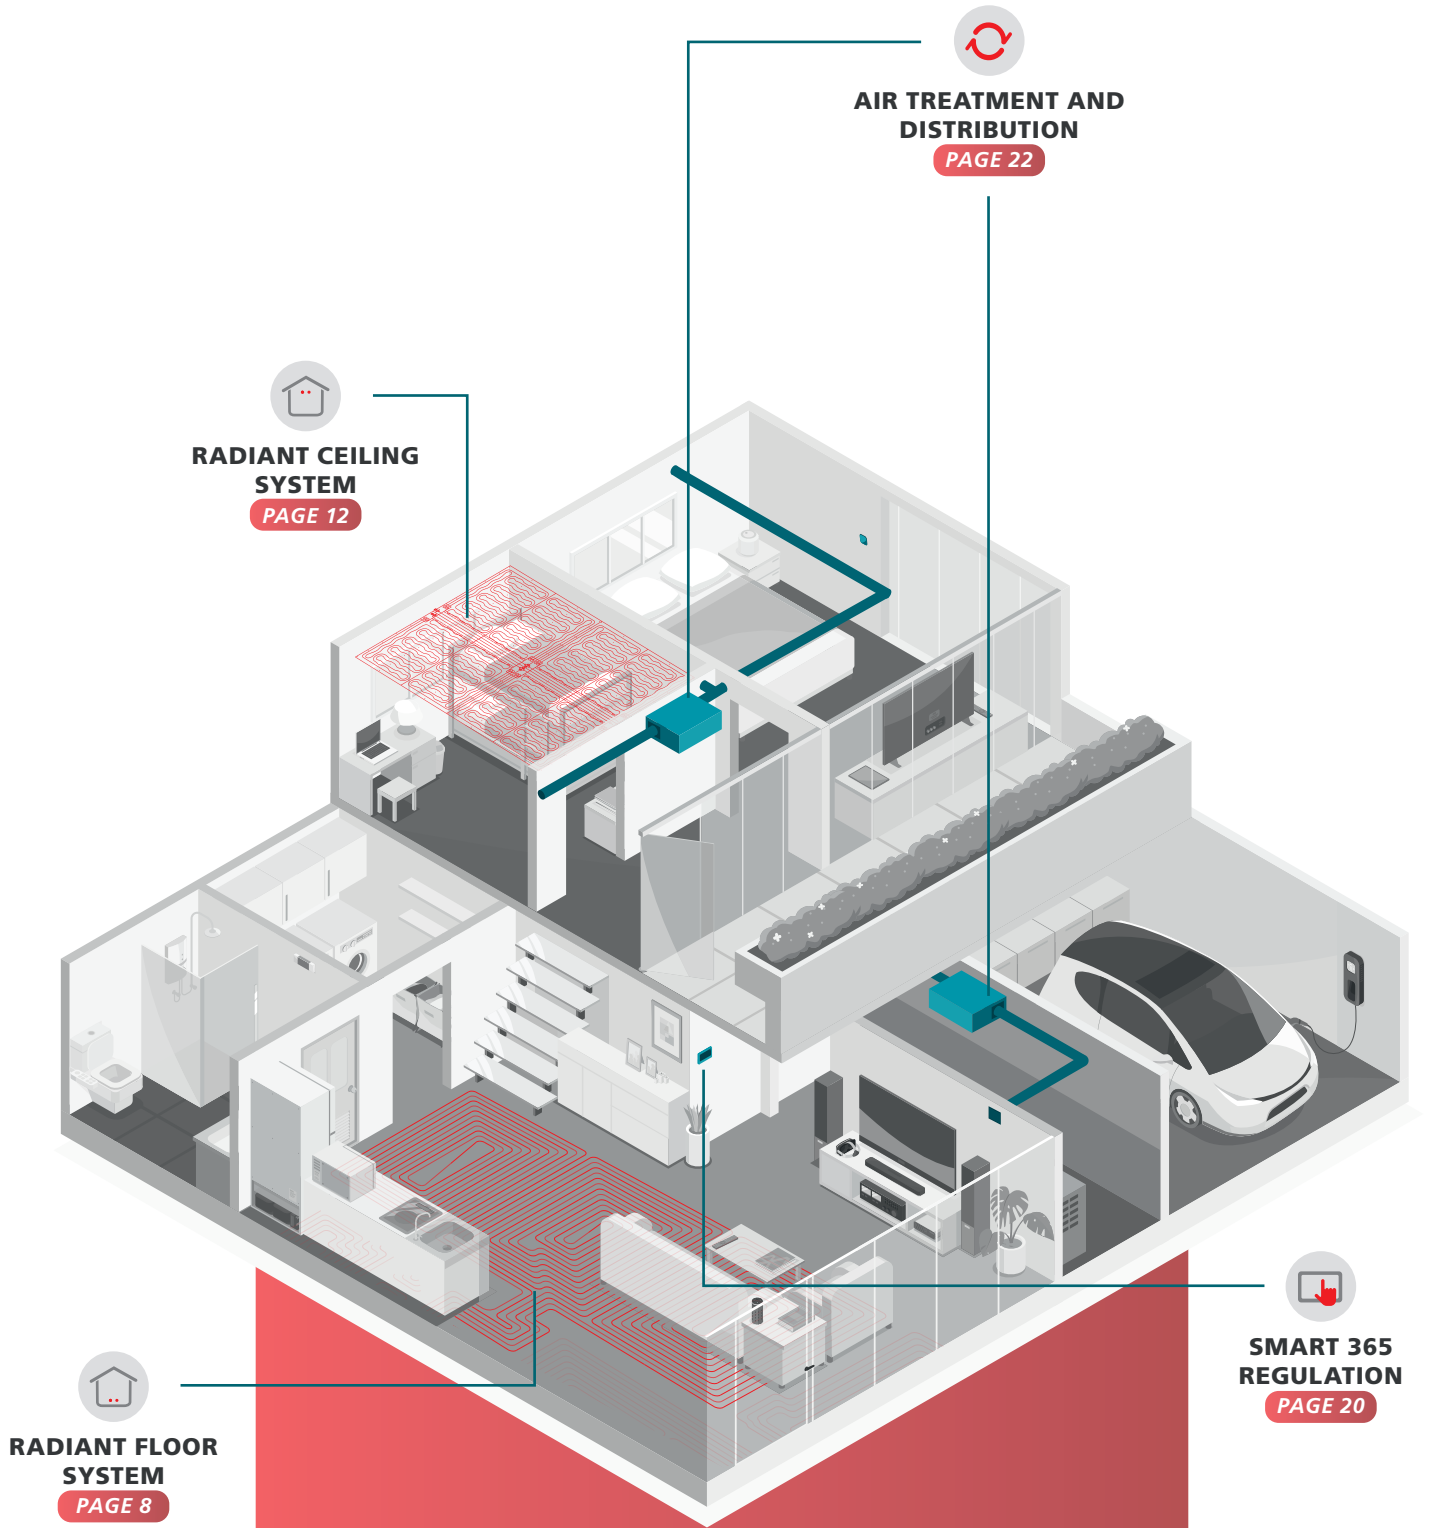 AIR TREATMENT AND
DISTRIBUTION
PAGE 22
RADIANT CEILING
SYSTEM
PAGE 12
SMART 365
REGULATION
PAGE 20
RADIANT FLOOR
SYSTEM
PAGE 8